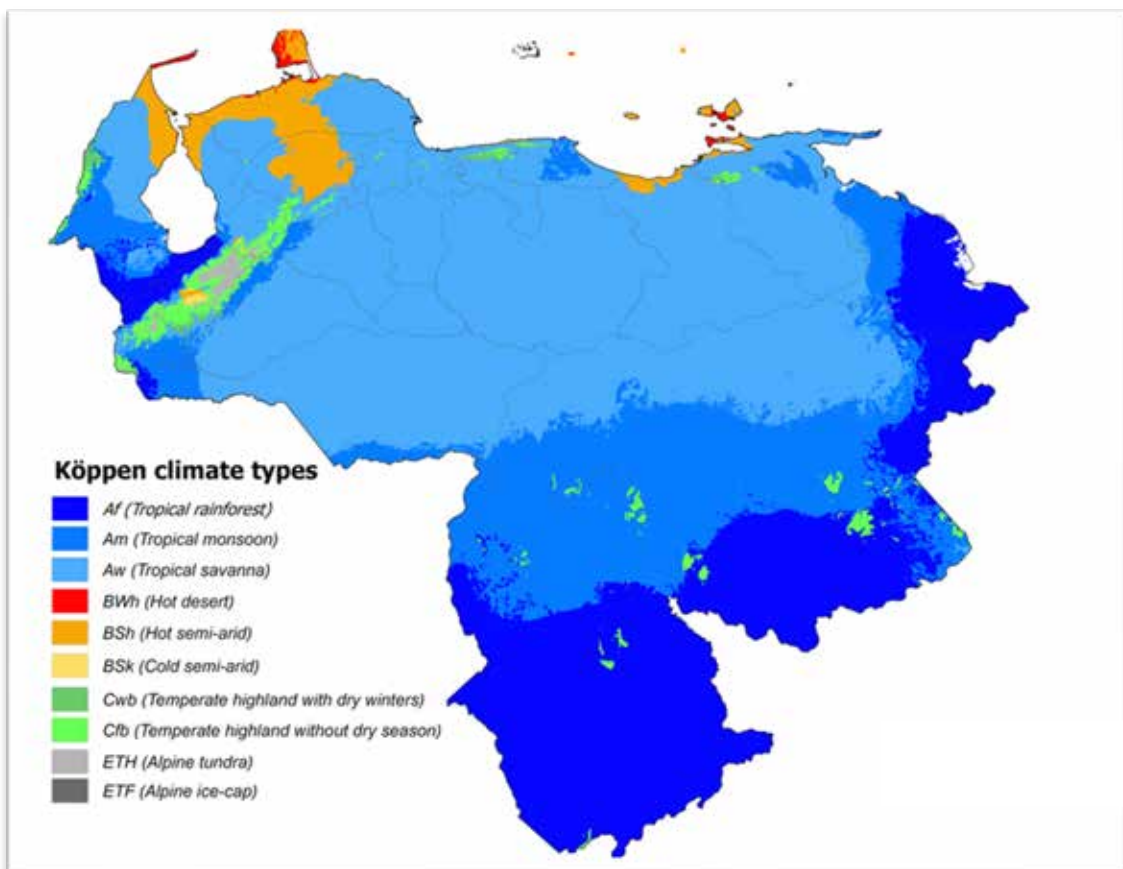 Köppen climate types
Af (Tropical rainforest)
Am (Tropical monsoon)
Aw (Tropical savanna)
BWh (Hot desert)
BSh (Hot semi-arid)
BSk (Cold semi-arid)
Cwb (Temperate highland with dry winters)
Cfb (Temperate highland without dry season)
ETH (Alpine tundra)
ETF (Alpine ice-cap)